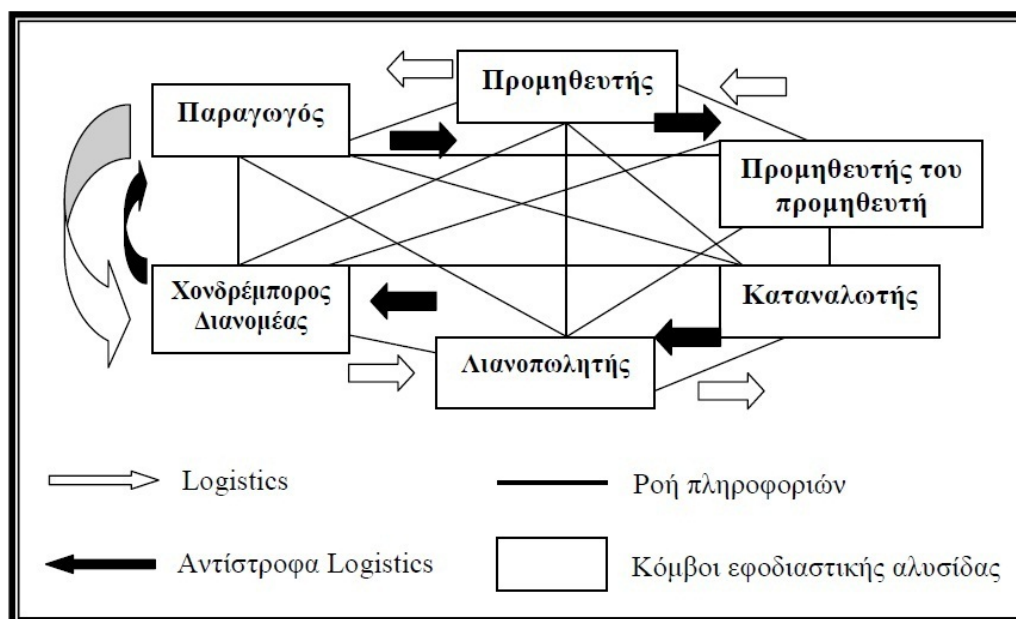 Προμηθευτής
Παραγωγός
Προμηθευτής του
προμηθευτή
Χονδρέμπορος
Διανομέας
Καταναλωτής
Λιανοπωλητής
Logistics
Ροή πληροφοριών
Αντίστροφα Logistics
Κόμβοι εφοδιαστικής αλυσίδας